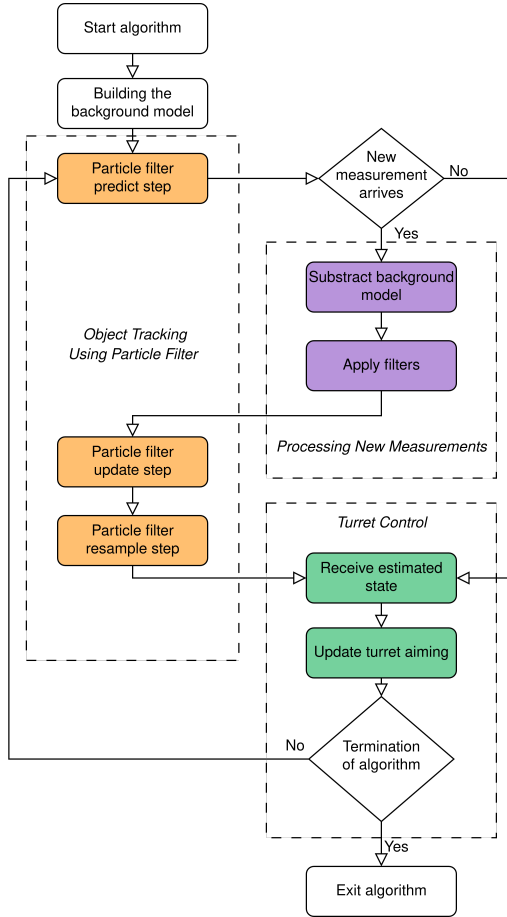 Start algorithm
Building the
background model
Particle filter
predict step
New
measurement
arrives
No
Yes
Substract background
model
Object Tracking
Using Particle Filter
Apply filters
Processing New Measurements
Particle filter
update step
Particle filter
resample step
Turret Control
Receive estimated
state
Update turret aiming
No
Termination
of algorithm
Yes
Exit algorithm